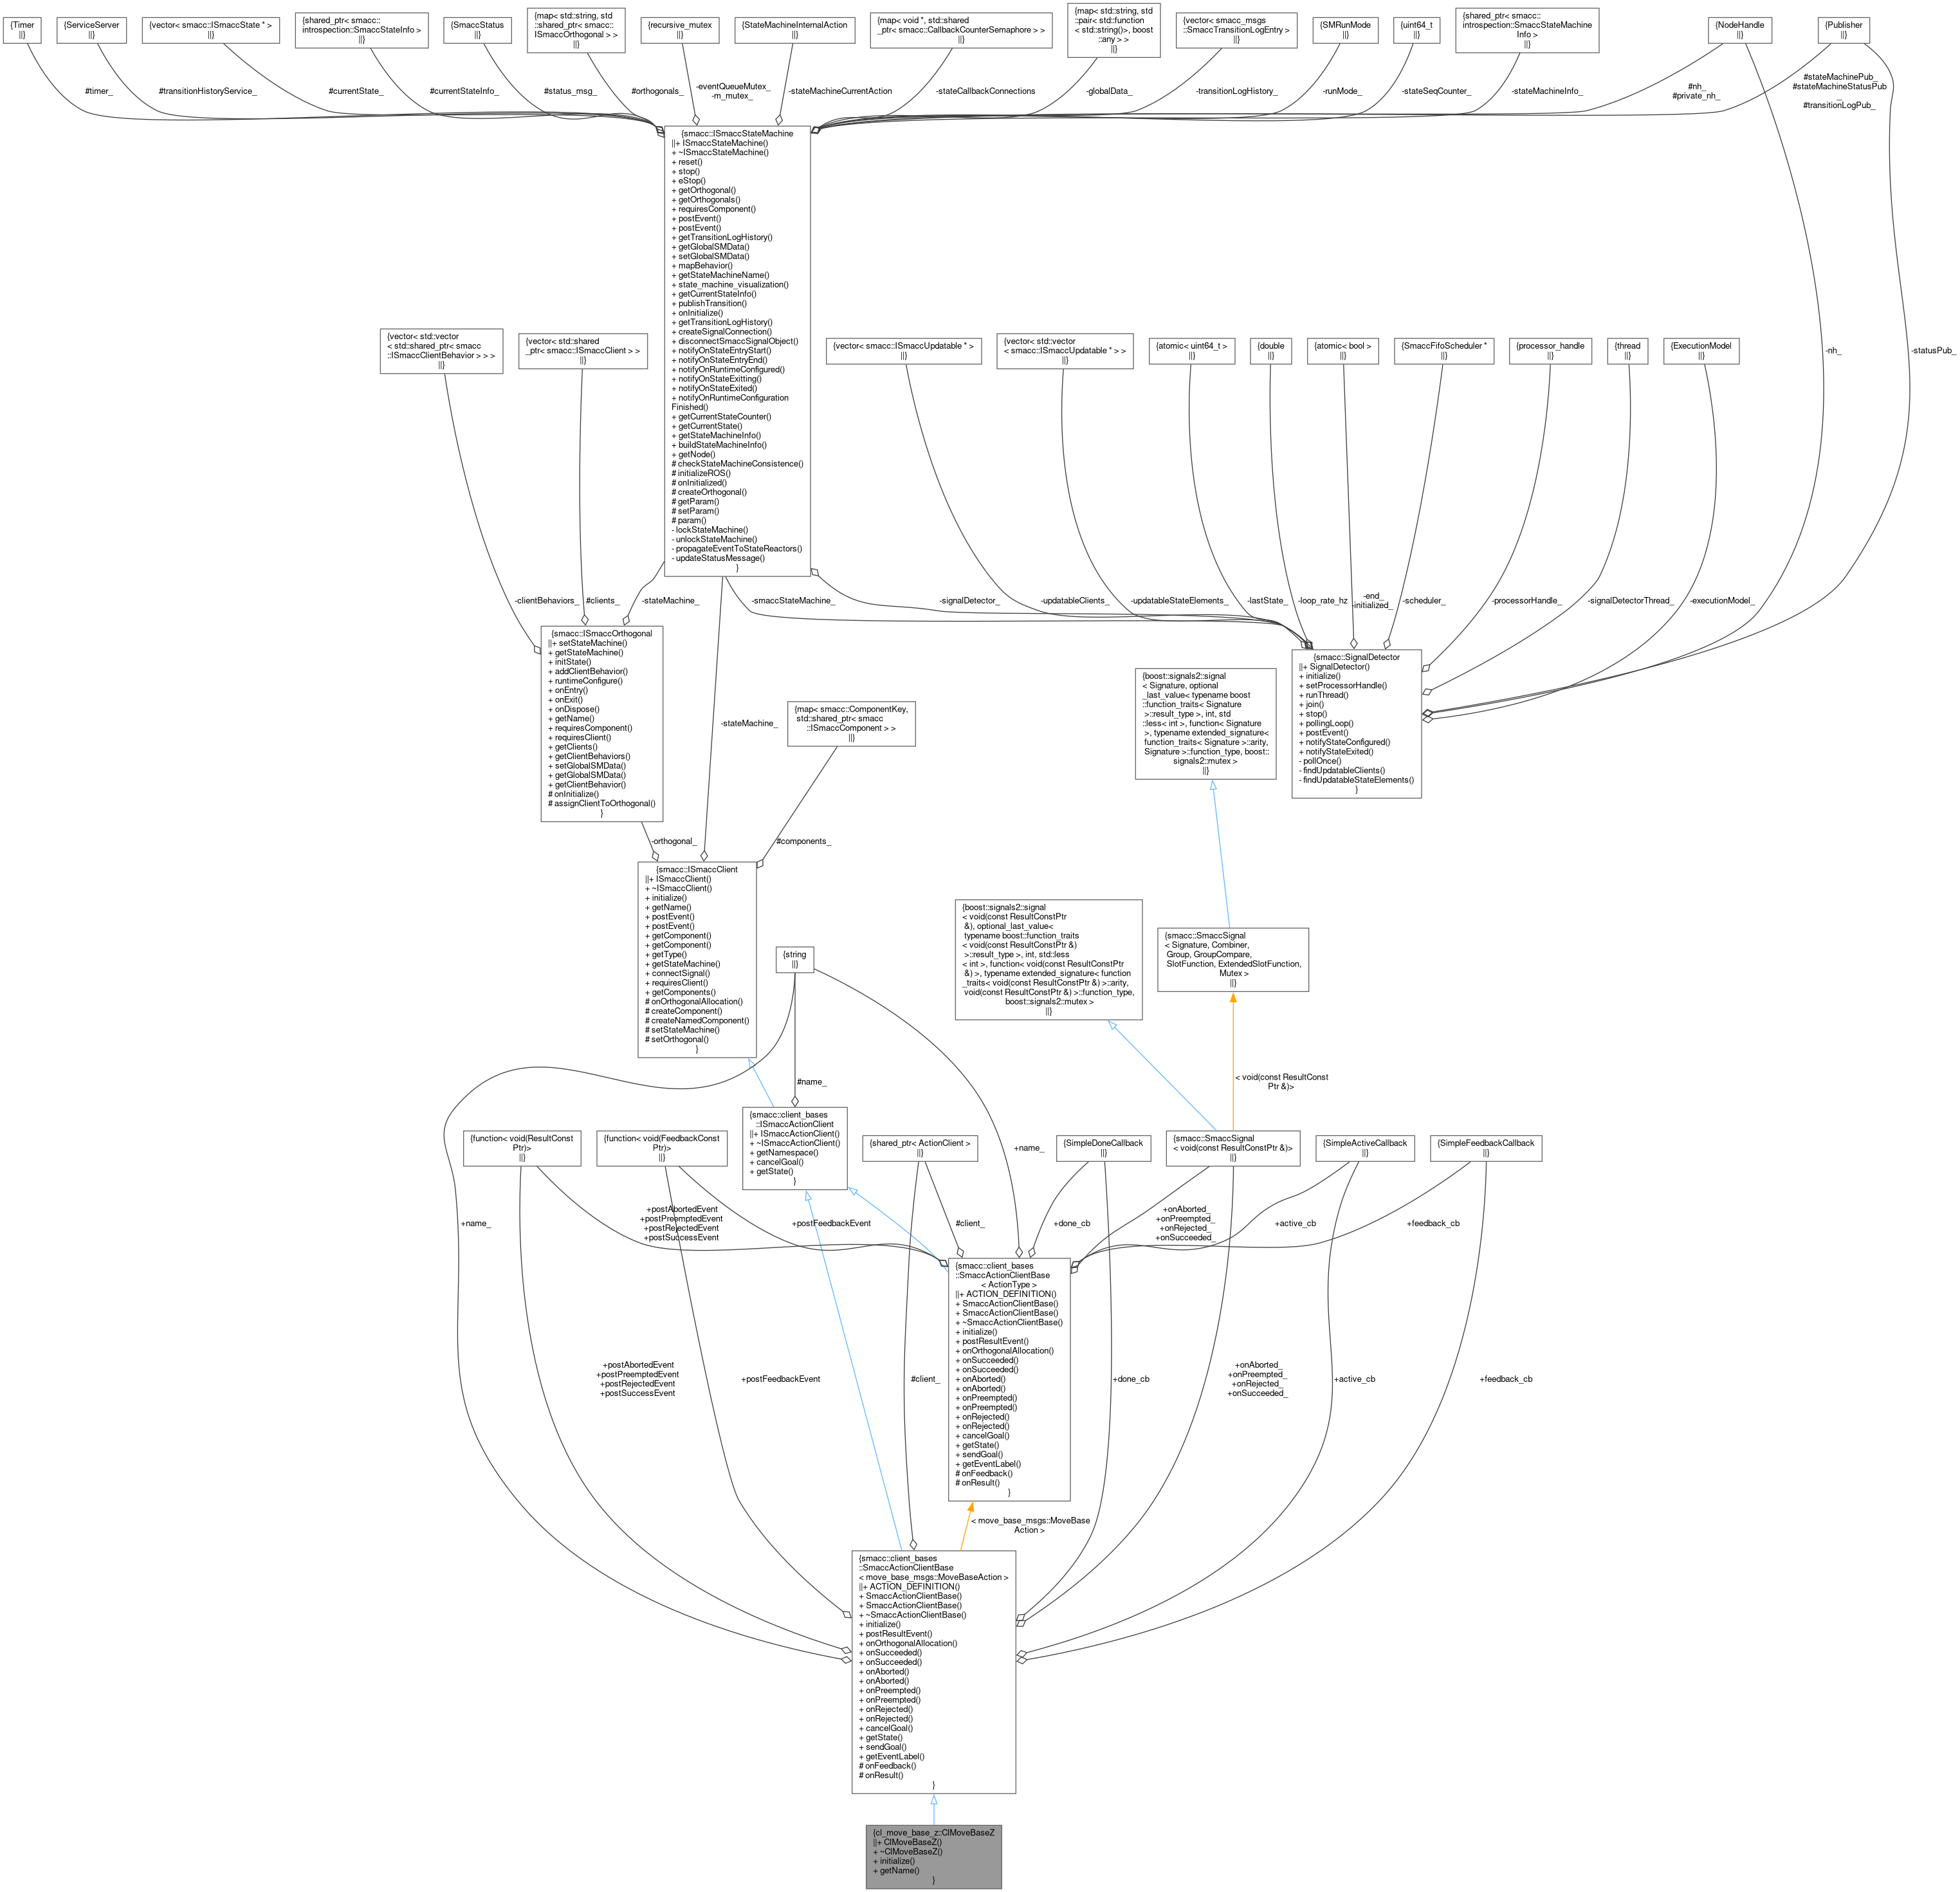 {Timer
||}
{ServiceServer
||}
{vector< smacc::ISmaccState * >
||}
{shared_ptr< smacc::
introspection::SmaccStateInfo >
||}
{SmaccStatus
||}
{map< std::string, std
::shared_ptr< smacc::
ISmaccOrthogonal > >
||}
{recursive_mutex
||}
{StateMachineInternalAction
||}
{map< void *, std::shared
_ptr< smacc::CallbackCounterSemaphore > >
||}
{map< std::string, std
::pair< std::function
< std::string()>, boost
::any > >
||}
{vector< smacc_msgs
::SmaccTransitionLogEntry >
||}
{SMRunMode
||}
{uint64_t
||}
{shared_ptr< smacc::
introspection::SmaccStateMachine
Info >
||}
{NodeHandle
||}
{Publisher
||}
#timer_
#transitionHistoryService_
#currentState_
#currentStateInfo_
#status_msg_
#orthogonals_
-eventQueueMutex_
-m_mutex_
-stateMachineCurrentAction
-stateCallbackConnections
-globalData_
-transitionLogHistory_
-runMode_
-stateSeqCounter_
-stateMachineInfo_
#nh_
#private_nh_
#stateMachinePub_
#stateMachineStatusPub
_
#transitionLogPub_
{smacc::ISmaccStateMachine
||+ ISmaccStateMachine()
+ ~ISmaccStateMachine()
+ reset()
+ stop()
+ eStop()
+ getOrthogonal()
+ getOrthogonals()
+ requiresComponent()
+ postEvent()
+ postEvent()
+ getTransitionLogHistory()
+ getGlobalSMData()
+ setGlobalSMData()
+ mapBehavior()
+ getStateMachineName()
+ state_machine_visualization()
+ getCurrentStateInfo()
+ publishTransition()
+ onInitialize()
+ getTransitionLogHistory()
+ createSignalConnection()
+ disconnectSmaccSignalObject()
+ notifyOnStateEntryStart()
+ notifyOnStateEntryEnd()
+ notifyOnRuntimeConfigured()
+ notifyOnStateExitting()
+ notifyOnStateExited()
+ notifyOnRuntimeConfiguration
Finished()
+ getCurrentStateCounter()
+ getCurrentState()
+ getStateMachineInfo()
+ buildStateMachineInfo()
+ getNode()
# checkStateMachineConsistence()
# initializeROS()
# onInitialized()
# createOrthogonal()
# getParam()
# setParam()
# param()
- lockStateMachine()
- unlockStateMachine()
- propagateEventToStateReactors()
- updateStatusMessage()
}
{vector< std::vector
< std::shared_ptr< smacc
::ISmaccClientBehavior > > >
||}
{vector< std::shared
_ptr< smacc::ISmaccClient > >
||}
{vector< smacc::ISmaccUpdatable * >
||}
{vector< std::vector
< smacc::ISmaccUpdatable * > >
||}
{atomic< uint64_t >
||}
{double
||}
{atomic< bool >
||}
{SmaccFifoScheduler *
||}
{processor_handle
||}
{thread
||}
{ExecutionModel
||}
-nh_
-statusPub_
-clientBehaviors_
#clients_
-stateMachine_
-smaccStateMachine_
-signalDetector_
-updatableClients_
-updatableStateElements_
-lastState_
-loop_rate_hz
-end_
-initialized_
-scheduler_
-processorHandle_
-signalDetectorThread_
-executionModel_
{smacc::ISmaccOrthogonal
||+ setStateMachine()
+ getStateMachine()
+ initState()
+ addClientBehavior()
+ runtimeConfigure()
+ onEntry()
+ onExit()
+ onDispose()
+ getName()
+ requiresComponent()
+ requiresClient()
+ getClients()
+ getClientBehaviors()
+ setGlobalSMData()
+ getGlobalSMData()
+ getClientBehavior()
# onInitialize()
# assignClientToOrthogonal()
}
{smacc::SignalDetector
||+ SignalDetector()
+ initialize()
+ setProcessorHandle()
+ runThread()
+ join()
+ stop()
+ pollingLoop()
+ postEvent()
+ notifyStateConfigured()
+ notifyStateExited()
- pollOnce()
- findUpdatableClients()
- findUpdatableStateElements()
}
{boost::signals2::signal
< Signature, optional
_last_value< typename boost
::function_traits< Signature
>::result_type >, int, std
::less< int >, function< Signature
>, typename extended_signature<
function_traits< Signature >::arity,
Signature >::function_type, boost::
signals2::mutex >
||}
-stateMachine_
{map< smacc::ComponentKey,
std::shared_ptr< smacc
::ISmaccComponent > >
||}
-orthogonal_
#components_
{smacc::ISmaccClient
||+ ISmaccClient()
+ ~ISmaccClient()
+ initialize()
+ getName()
+ postEvent()
+ postEvent()
+ getComponent()
+ getComponent()
+ getType()
+ getStateMachine()
+ connectSignal()
+ requiresClient()
+ getComponents()
# onOrthogonalAllocation()
# createComponent()
# createNamedComponent()
# setStateMachine()
# setOrthogonal()
}
{string
||}
{boost::signals2::signal
< void(const ResultConstPtr
&), optional_last_value<
typename boost::function_traits
< void(const ResultConstPtr &)
>::result_type >, int, std::less
< int >, function< void(const ResultConstPtr
&) >, typename extended_signature< function
_traits< void(const ResultConstPtr &) >::arity,
void(const ResultConstPtr &) >::function_type,
boost::signals2::mutex >
||}
{smacc::SmaccSignal
< Signature, Combiner,
Group, GroupCompare,
SlotFunction, ExtendedSlotFunction,
Mutex >
||}
#name_
< void(const ResultConst
Ptr &)>
{function< void(ResultConst
Ptr)>
||}
{function< void(FeedbackConst
Ptr)>
||}
{smacc::client_bases
::ISmaccActionClient
||+ ISmaccActionClient()
+ ~ISmaccActionClient()
+ getNamespace()
+ cancelGoal()
+ getState()
}
{shared_ptr< ActionClient >
||}
+name_
{SimpleDoneCallback
||}
{smacc::SmaccSignal
< void(const ResultConstPtr &)>
||}
{SimpleActiveCallback
||}
{SimpleFeedbackCallback
||}
+name_
+postAbortedEvent
+postPreemptedEvent
+postRejectedEvent
+postSuccessEvent
+postFeedbackEvent
#client_
+done_cb
+onAborted_
+onPreempted_
+onRejected_
+onSucceeded_
+active_cb
+feedback_cb
{smacc::client_bases
::SmaccActionClientBase
< ActionType >
||+ ACTION_DEFINITION()
+ SmaccActionClientBase()
+ SmaccActionClientBase()
+ ~SmaccActionClientBase()
+ initialize()
+ postResultEvent()
+ onOrthogonalAllocation()
+ onSucceeded()
+ onSucceeded()
+ onAborted()
+ onAborted()
+ onPreempted()
+ onPreempted()
+ onRejected()
+ onRejected()
+ cancelGoal()
+ getState()
+ sendGoal()
+ getEventLabel()
# onFeedback()
# onResult()
}
+postAbortedEvent
+postPreemptedEvent
+postRejectedEvent
+postSuccessEvent
+postFeedbackEvent
#client_
+done_cb
+onAborted_
+onPreempted_
+onRejected_
+onSucceeded_
+active_cb
+feedback_cb
< move_base_msgs::MoveBase
Action >
{smacc::client_bases
::SmaccActionClientBase
< move_base_msgs::MoveBaseAction >
||+ ACTION_DEFINITION()
+ SmaccActionClientBase()
+ SmaccActionClientBase()
+ ~SmaccActionClientBase()
+ initialize()
+ postResultEvent()
+ onOrthogonalAllocation()
+ onSucceeded()
+ onSucceeded()
+ onAborted()
+ onAborted()
+ onPreempted()
+ onPreempted()
+ onRejected()
+ onRejected()
+ cancelGoal()
+ getState()
+ sendGoal()
+ getEventLabel()
# onFeedback()
# onResult()
}
{cl_move_base_z::ClMoveBaseZ
||+ ClMoveBaseZ()
+ ~ClMoveBaseZ()
+ initialize()
+ getName()
}